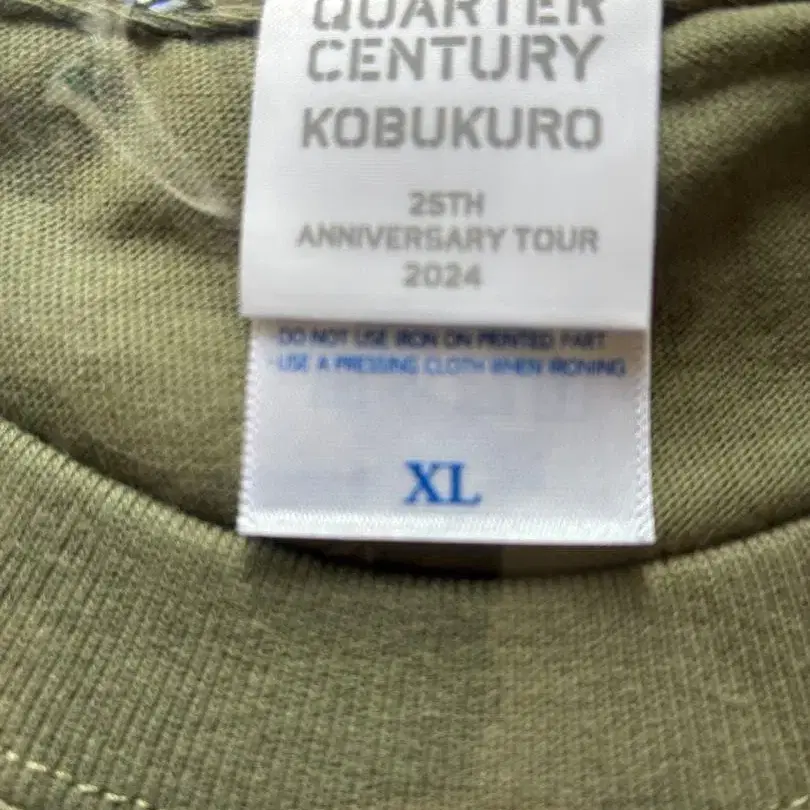 QUARTER
CENTURY
KOBUKURO
25TH
ANNIVERSARY TOUR
2024
DO NOT USE IRON ON PRINTED PART
·USE A PRESSING CLOTH WHEN IRONING
XL